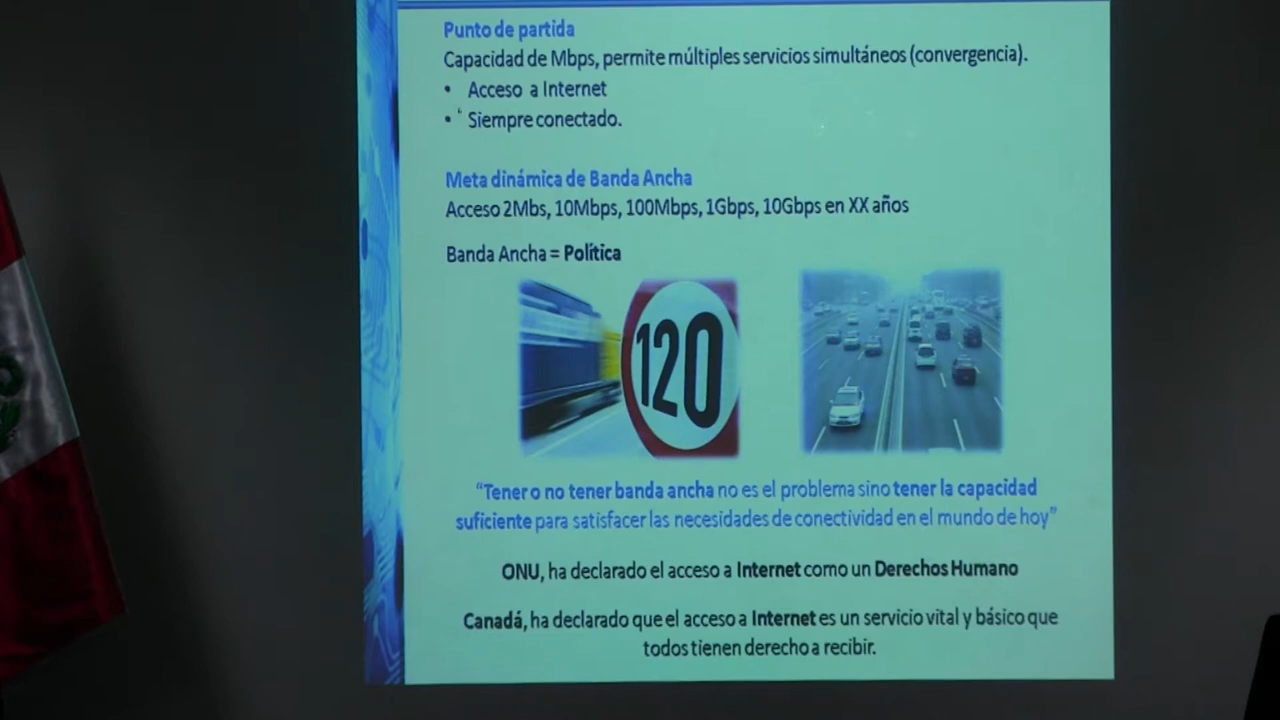 Punto de partida
Capacidad de Mbps, permite múltiples servicios simultáneos (convergencia).
• Acceso a Internet
• ‘ Siempre conectado.
Meta dinámica de Banda Ancha
Acceso 2Mbs, 10Mbps, 100Mbps, 1Gbps, 10Gbps en XX años
Banda Ancha = Política
120
“Tener o no tener banda ancha no es el problema sino tener la capacidad
suficiente para satisfacer las necesidades de conectividad en el mundo de hoy”
ONU, ha declarado el acceso a Internet como un Derechos Humano
Canadá, ha declarado que el acceso a Internet es un servicio vital y básico que
todos tienen derecho a recibir.